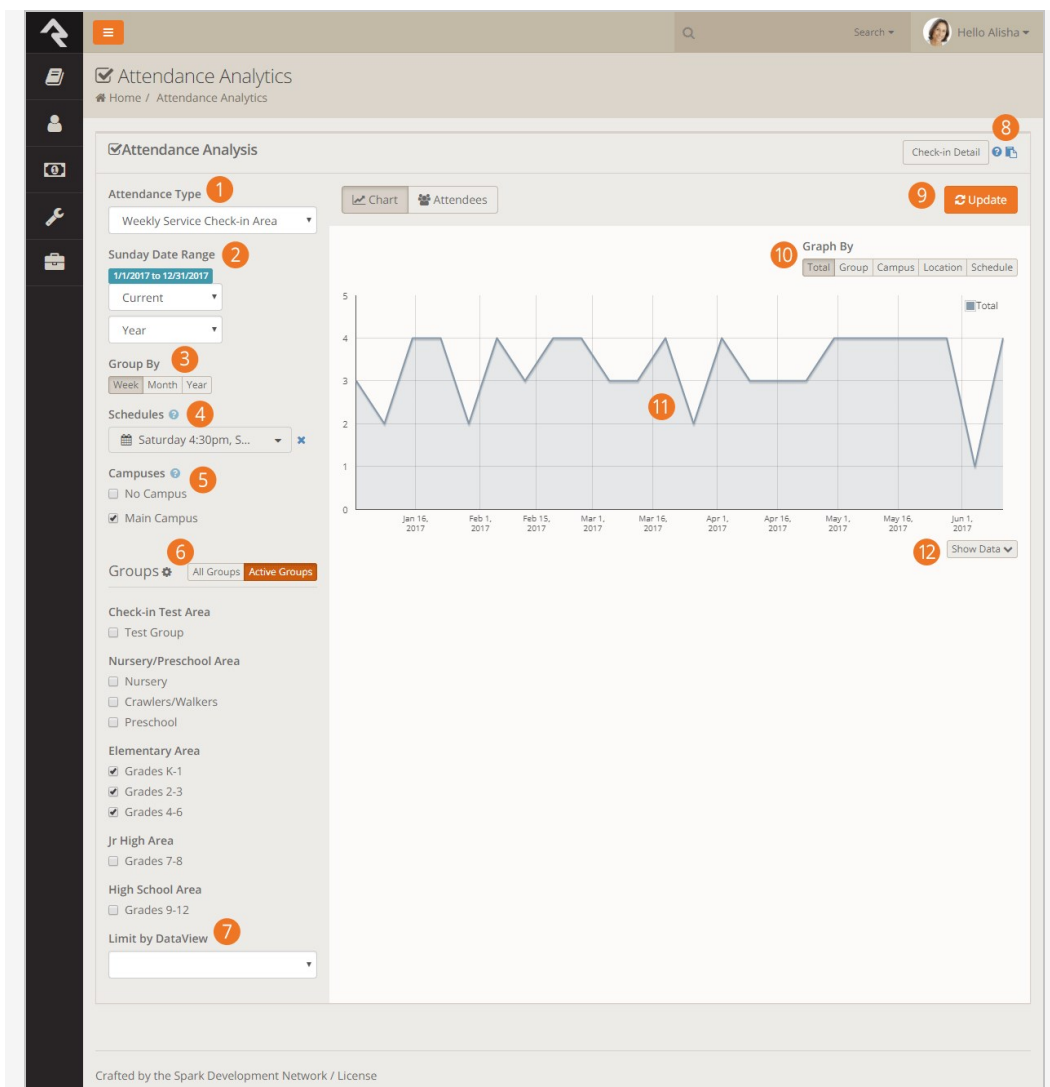 Search
Hello Alisha
Attendance Analytics
Home / Attendance Analytics
8
Attendance Analysis
Check-in Detail
Attendance Type 1
Weekly Service Check-in Area
Chart
Attendees
9
Update
Sunday Date Range 2
1/1/2017 to 12/31/2017
Current
Year
10
Graph By
Total Group Campus Location Schedule
Group By 3
Week Month Year
Schedules ? 4
Saturday 4:30pm, S...
Campuses ? 5
No Campus
Main Campus
5
4
3
2
1
0
Total
11
Jan 16, 2017
Feb 1, 2017
Feb 15, 2017
Mar 1, 2017
Mar 16, 2017
Apr 1, 2017
Apr 16, 2017
May 1, 2017
May 16, 2017
Jun 1, 2017
12
Show Data
6
Groups
All Groups Active Groups
Check-in Test Area
Test Group
Nursery/Preschool Area
Nursery
Crawlers/Walkers
Preschool
Elementary Area
Grades K-1
Grades 2-3
Grades 4-6
Jr High Area
Grades 7-8
High School Area
Grades 9-12
Limit by DataView 7
Crafted by the Spark Development Network / License